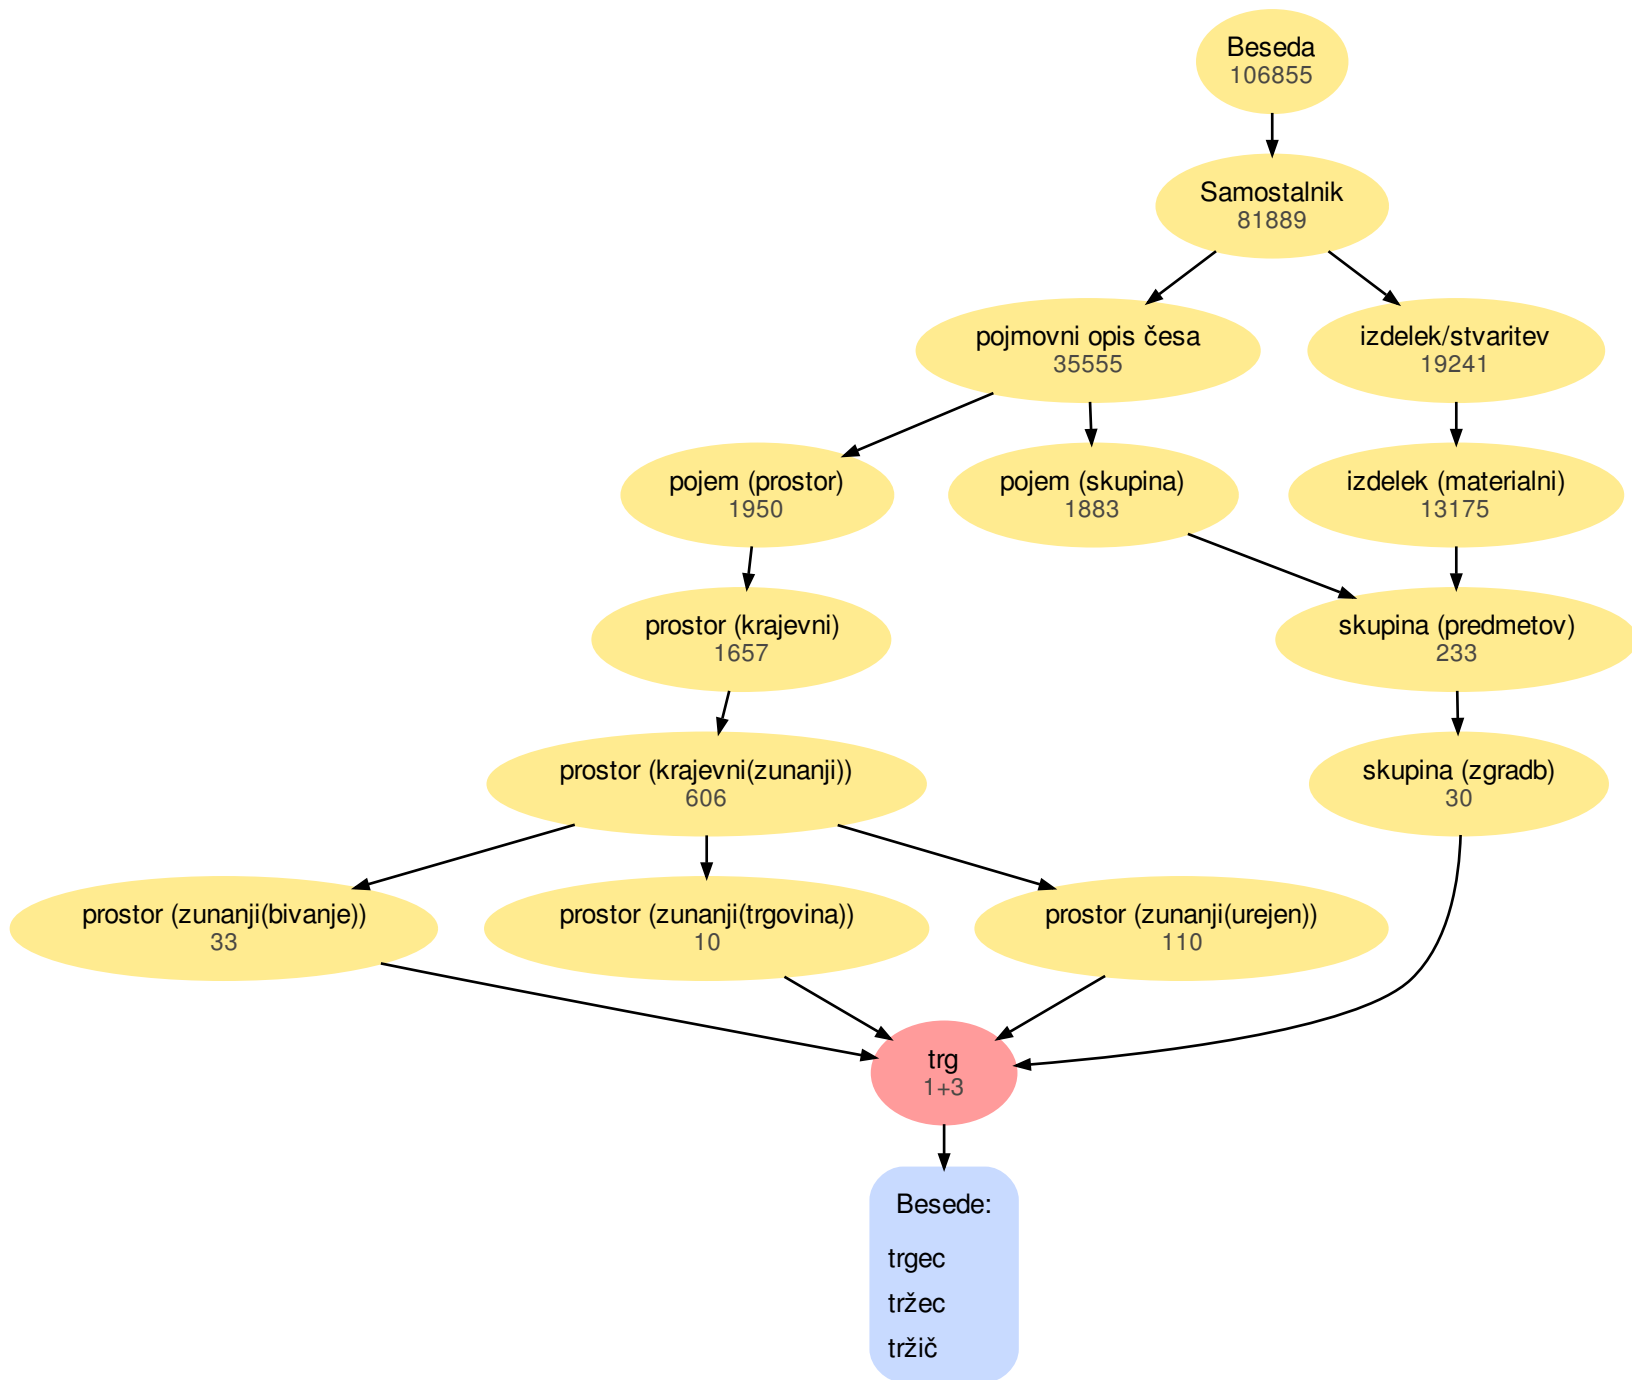 Beseda
106855
Samostalnik
81889
pojmovni opis česa
35555
izdelek/stvaritev
19241
pojem (prostor)
1950
pojem (skupina)
1883
izdelek (materialni)
13175
prostor (krajevni)
1657
skupina (predmetov)
233
prostor (krajevni(zunanji))
606
skupina (zgradb)
30
prostor (zunanji(bivanje))
33
prostor (zunanji(trgovina))
10
prostor (zunanji(urejen))
110
trg
1+3
Besede:
trgec
tržec
tržič